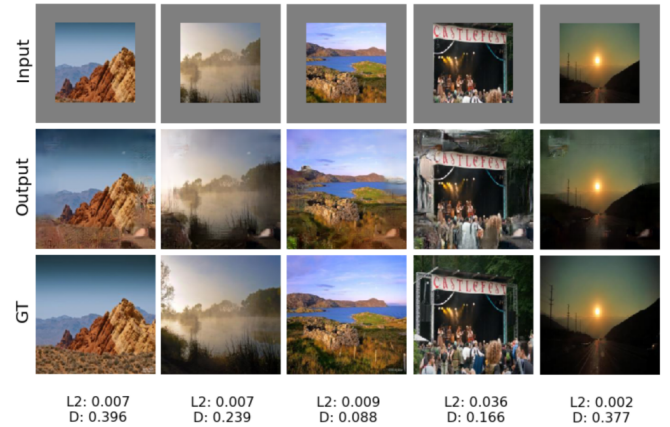 Input
CASTLEFEST
Output
CASTLEFEST
GT
CASTLEFEST
L2: 0.007
L2: 0.007
L2: 0.009
L2: 0.036
L2: 0.002
D: 0.396
D: 0.239
D: 0.088
D: 0.166
D: 0.377